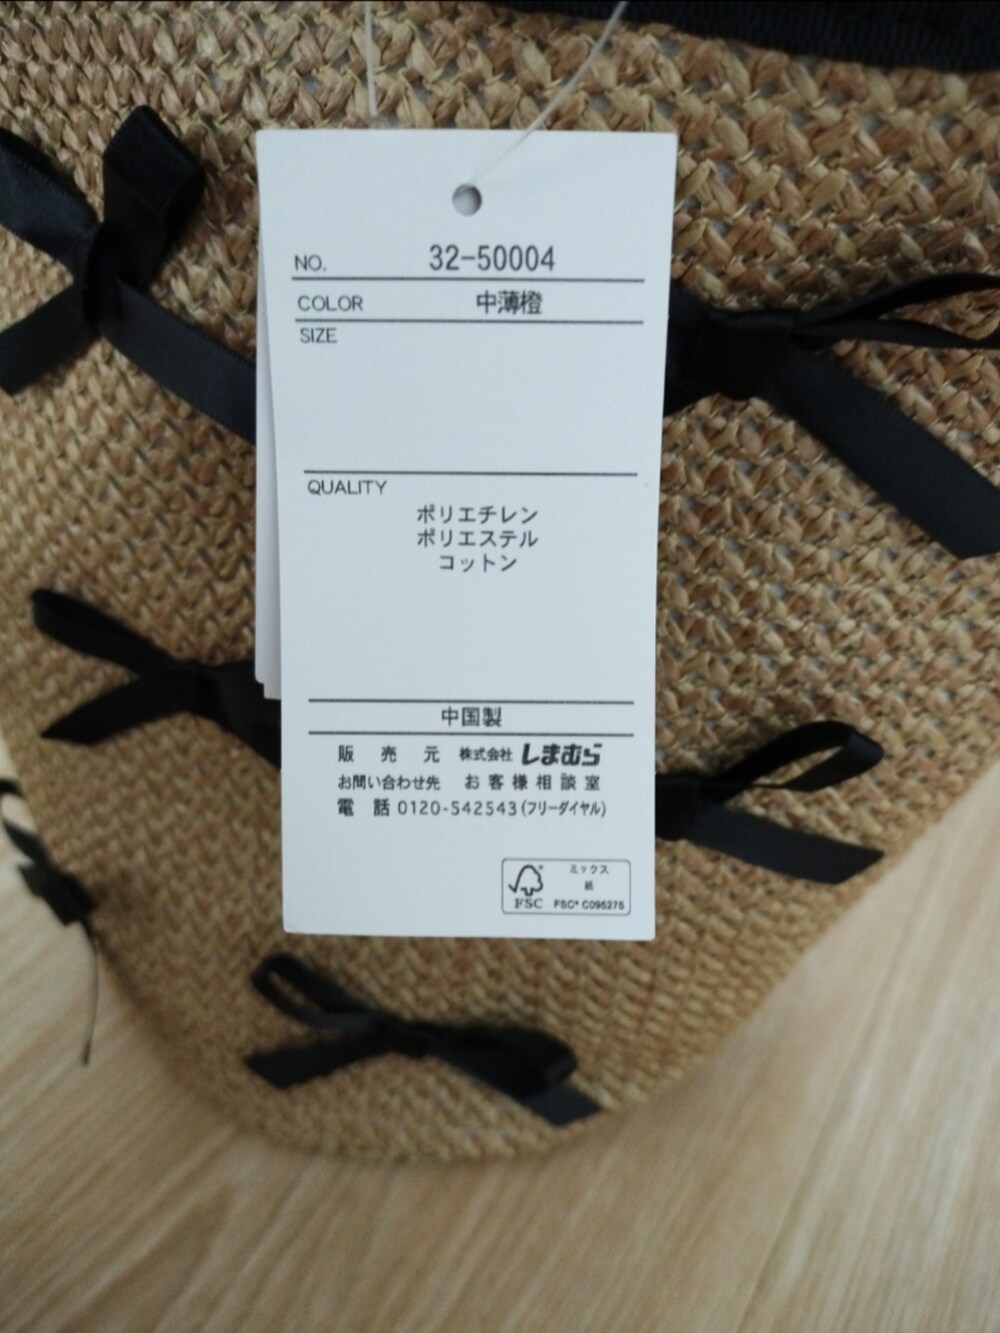 NO. 32-50004
COLOR 中薄橙
SIZE
QUALITY
ポリエチレン
ポリエステル
コットン
中国製
販売元 株式会社 しまむら
お問い合わせ先 お客様相談室
電話 0120-542543(フリーダイヤル)
ミックス
紙
FSC FSC® C095275